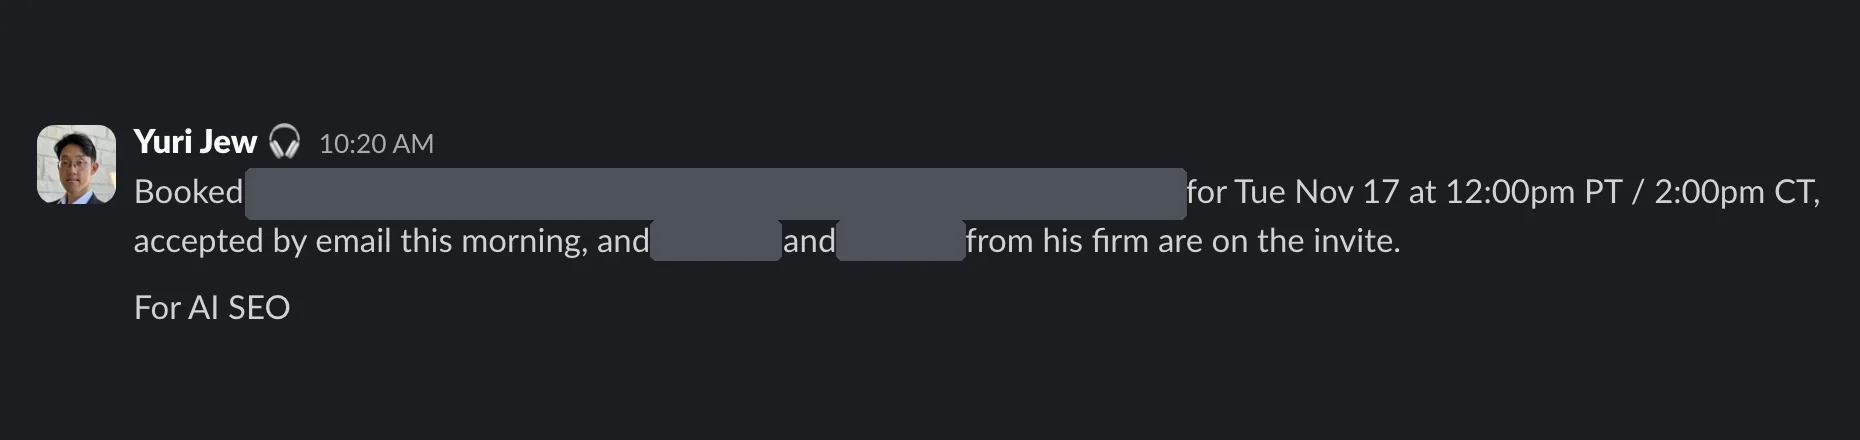 Yuri Jew 10:20 AM
Booked for Tue Nov 17 at 12:00pm PT / 2:00pm CT,
accepted by email this morning, and and from his firm are on the invite.
For AI SEO